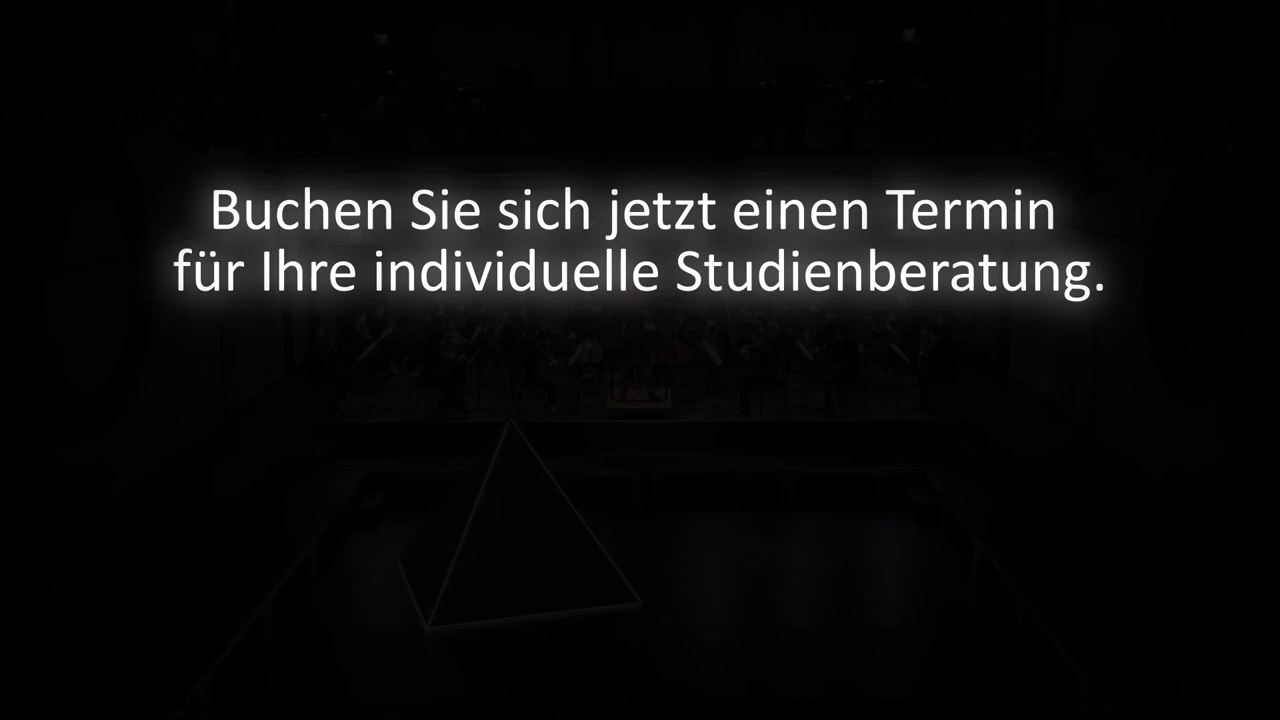 Buchen Sie sich jetzt einen Termin
für Ihre individuelle Studienberatung.